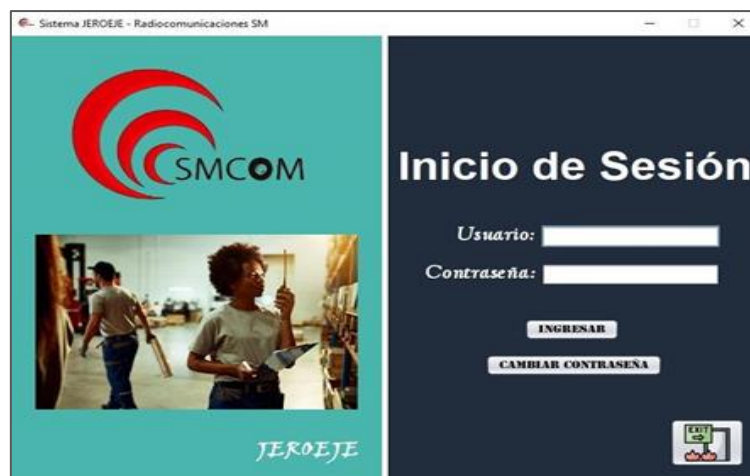 Sistema JEROEJE - Radiocomunicaciones SM
SMCOM
JEROEJE
Inicio de Sesión
Usuario:
Contraseña:
INGRESAR
CAMBIAR CONTRASEÑA
EXIT